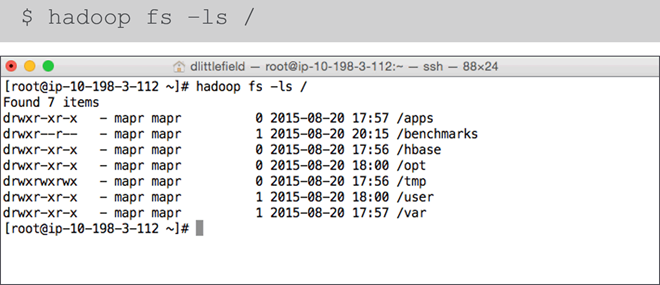 $ hadoop fs -ls /
dlittlefield — root@ip-10-198-3-112:~ — ssh — 88×24
[root@ip-10-198-3-112 ~]# hadoop fs -ls /
Found 7 items
drwxr-xr-x   - mapr mapr          0 2015-08-20 17:57 /apps
drwxr--r--   - mapr mapr          1 2015-08-20 20:15 /benchmarks
drwxr-xr-x   - mapr mapr          0 2015-08-20 17:56 /hbase
drwxr-xr-x   - mapr mapr          0 2015-08-20 18:00 /opt
drwxrwxrwx   - mapr mapr          0 2015-08-20 17:56 /tmp
drwxr-xr-x   - mapr mapr          1 2015-08-20 18:00 /user
drwxr-xr-x   - mapr mapr          1 2015-08-20 17:57 /var
[root@ip-10-198-3-112 ~]#